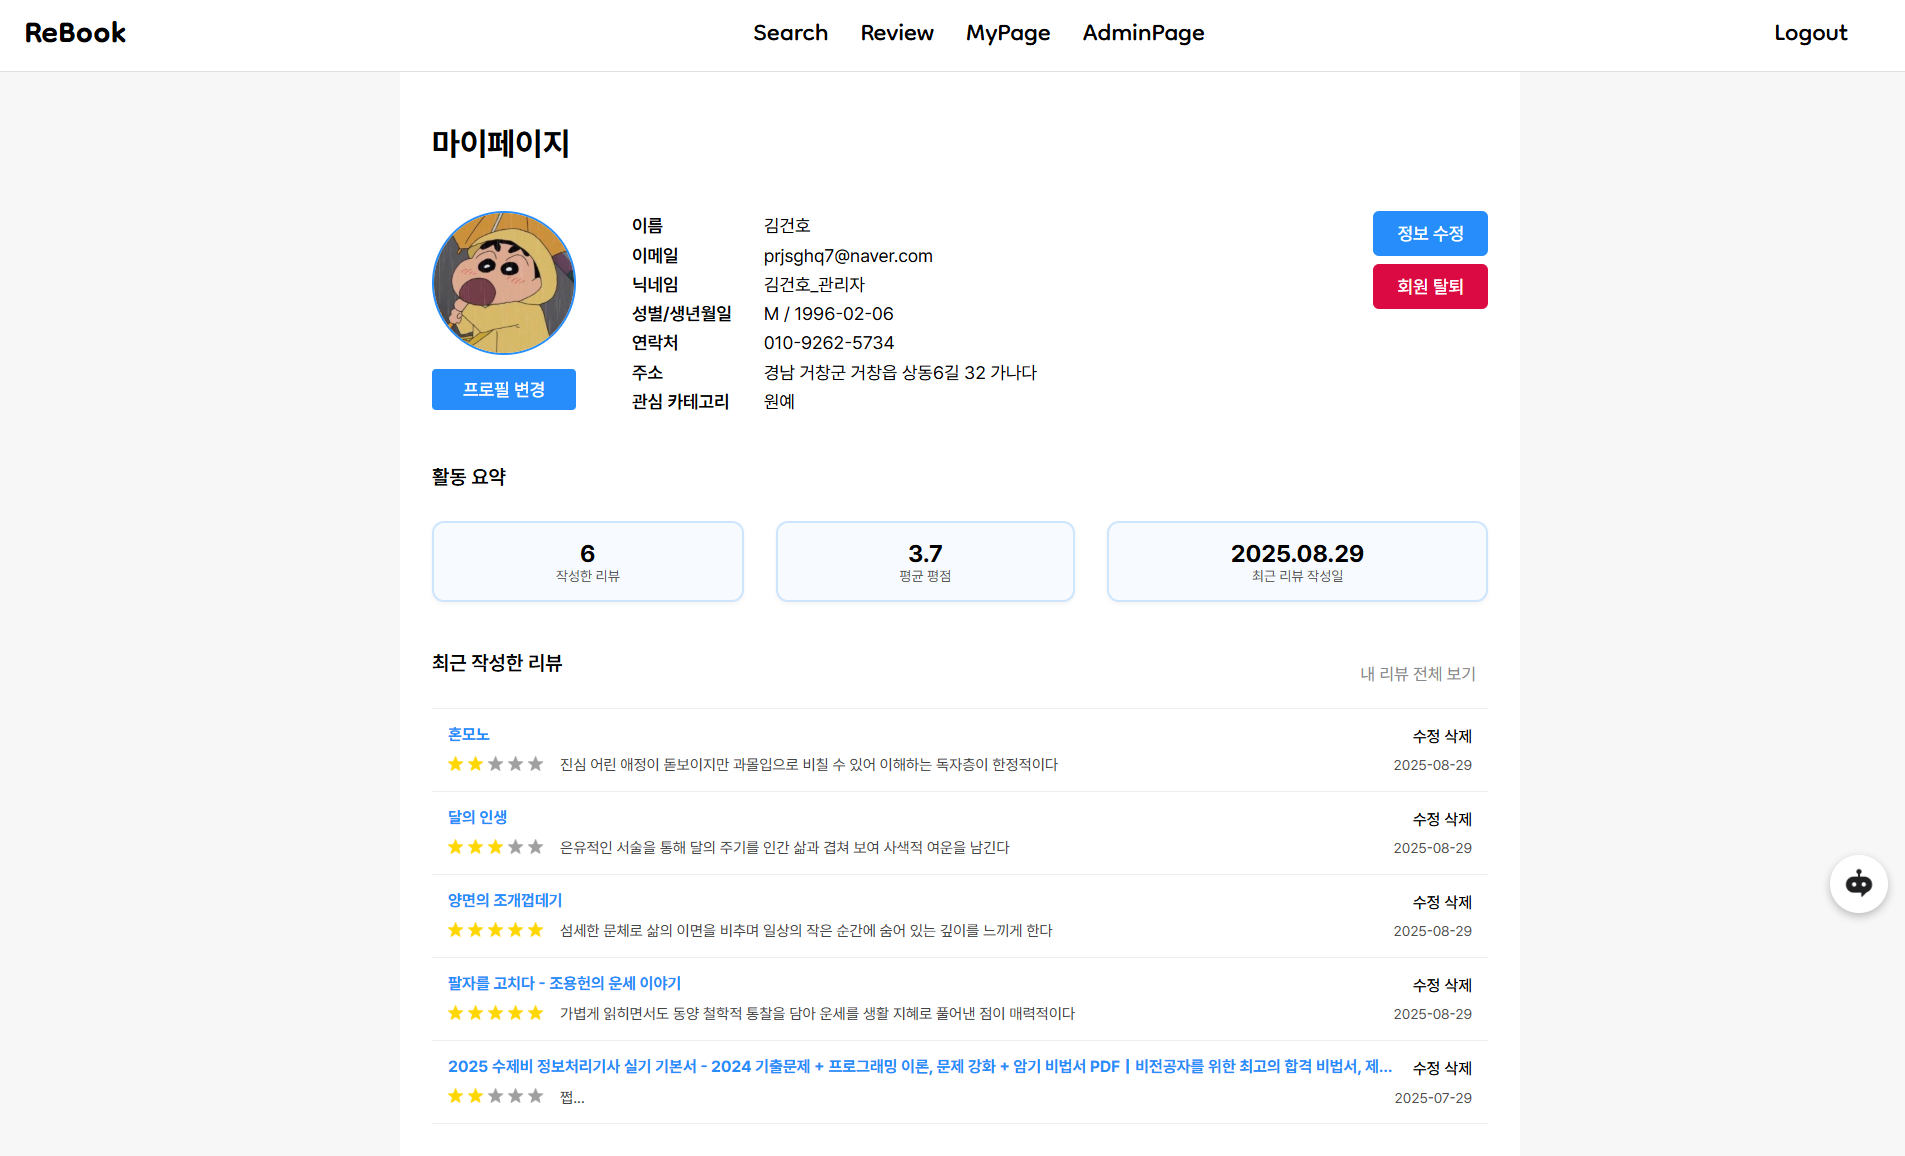 ReBook
Search Review MyPage AdminPage
Logout
마이페이지
프로필 변경
이름 김건호
이메일 prjsghq7@naver.com
닉네임 김건호_관리자
성별/생년월일 M / 1996-02-06
연락처 010-9262-5734
주소 경남 거창군 거창읍 상동6길 32 가나다
관심 카테고리 원예
정보 수정
회원 탈퇴
활동 요약
6
작성한 리뷰
3.7
평균 평점
2025.08.29
최근 리뷰 작성일
최근 작성한 리뷰
내 리뷰 전체 보기
혼모노
수정 삭제
진심 어린 애정이 돋보이지만 과몰입으로 비칠 수 있어 이해하는 독자층이 한정적이다
2025-08-29
달의 인생
수정 삭제
은유적인 서술을 통해 달의 주기를 인간 삶과 겹쳐 보여 사색적 여운을 남긴다
2025-08-29
양면의 조개껍데기
수정 삭제
섬세한 문체로 삶의 이면을 비추며 일상의 작은 순간에 숨어 있는 깊이를 느끼게 한다
2025-08-29
팔자를 고치다 - 조용헌의 운세 이야기
수정 삭제
가볍게 읽히면서도 동양 철학적 통찰을 담아 운세를 생활 지혜로 풀어낸 점이 매력적이다
2025-08-29
2025 수제비 정보처리기사 실기 기본서 - 2024 기출문제 + 프로그래밍 이론, 문제 강화 + 암기 비법서 PDF | 비전공자를 위한 최고의 합격 비법서, 제...
수정 삭제
쩝...
2025-07-29